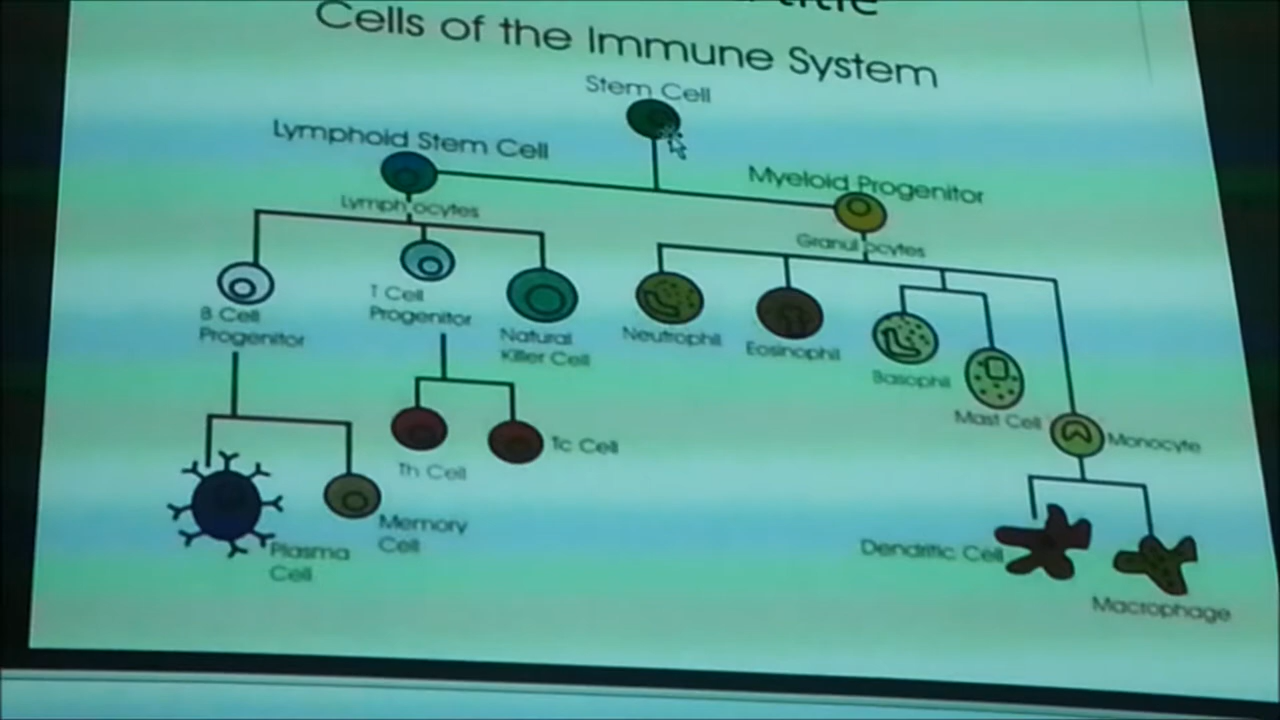 Cells of the Immune System
Stem Cell
Lymphoid Stem Cell
Myeloid Progenitor
Lymphocytes
Granulocytes
B Cell
Progenitor
T Cell
Progenitor
Natural
Killer Cell
Neutrophil
Eosinophil
Basophil
Mast Cell
Monocyte
Th Cell
Tc Cell
Plasma
Cell
Memory
Cell
Dendritic Cell
Macrophage